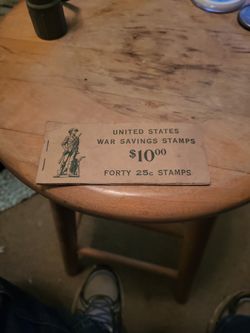 UNITED STATES
WAR SAVINGS STAMPS
$10.00
FORTY 25c STAMPS